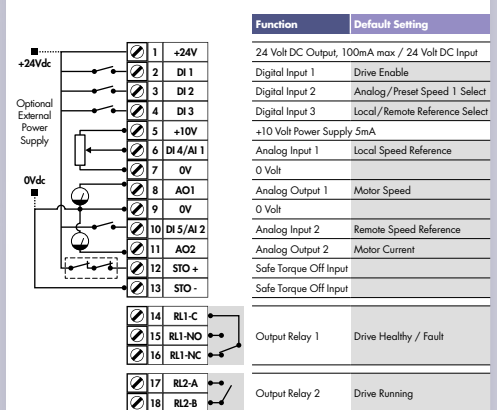 Function Default Setting
+24Vdc
Optional
External
Power
Supply
0Vdc
1 +24V 24 Volt DC Output, 100mA max / 24 Volt DC Input
2 DI 1 Digital Input 1 Drive Enable
3 DI 2 Digital Input 2 Analog/Preset Speed 1 Select
4 DI 3 Digital Input 3 Local/Remote Reference Select
5 +10V +10 Volt Power Supply 5mA
6 DI 4/AI 1 Analog Input 1 Local Speed Reference
7 0V 0 Volt
8 AO1 Analog Output 1 Motor Speed
9 0V 0 Volt
10 DI 5/AI 2 Analog Input 2 Remote Speed Reference
11 AO2 Analog Output 2 Motor Current
12 STO + Safe Torque Off Input
13 STO - Safe Torque Off Input
14 RL1-C
15 RL1-NO Output Relay 1 Drive Healthy / Fault
16 RL1-NC
17 RL2-A Output Relay 2 Drive Running
18 RL2-B